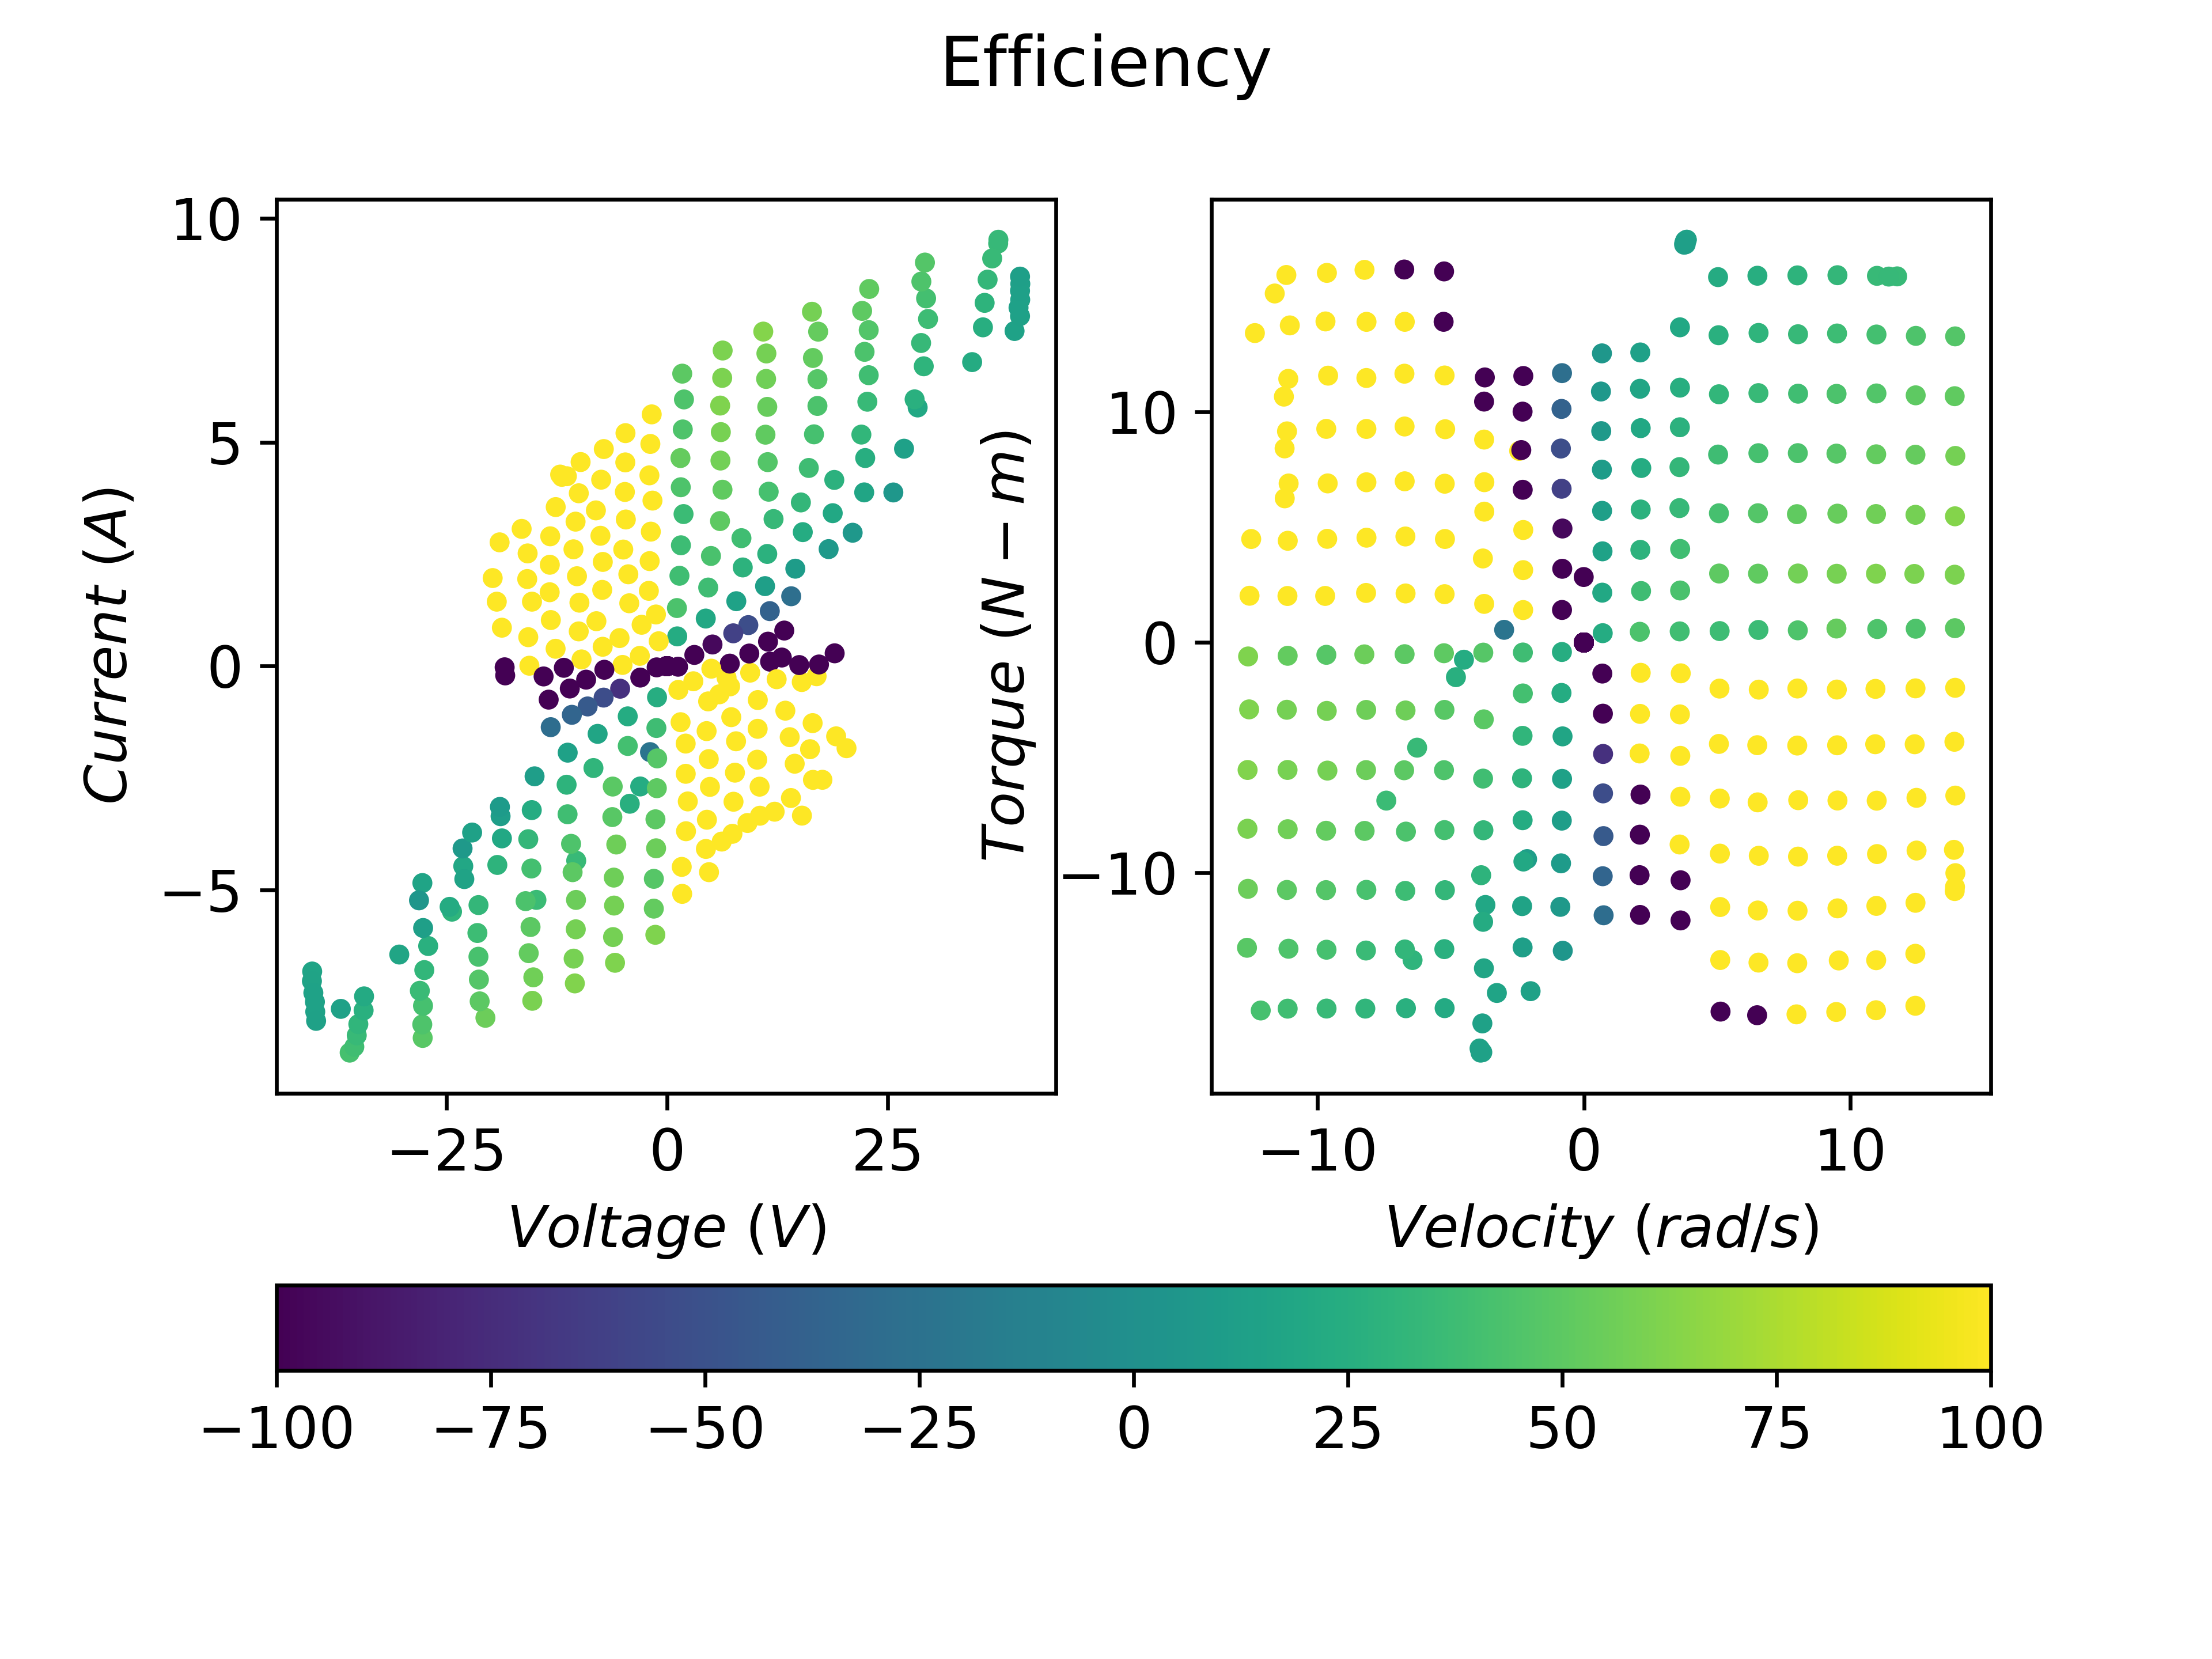 Efficiency
10
5
0
−5
Current (A)
−25 0 25
Voltage (V)
10
0
−10
Torque (N − m)
−10 0 10
Velocity (rad/s)
−100 −75 −50 −25 0 25 50 75 100